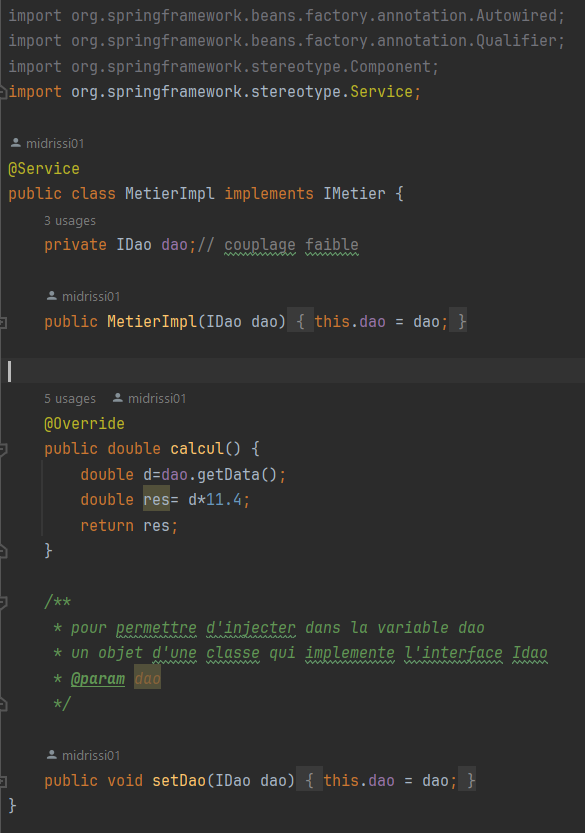 import org.springframework.beans.factory.annotation.Autowired;
import org.springframework.beans.factory.annotation.Qualifier;
import org.springframework.stereotype.Component;
import org.springframework.stereotype.Service;
midrissi01
@Service
public class MetierImpl implements IMetier {
3 usages
private IDao dao;// couplage faible
midrissi01
public MetierImpl(IDao dao) { this.dao = dao; }
5 usages midrissi01
@Override
public double calcul() {
double d=dao.getData();
double res= d*11.4;
return res;
}
/**
* pour permettre d'injecter dans la variable dao
* un objet d'une classe qui implemente l'interface Idao
* @param dao
*/
midrissi01
public void setDao(IDao dao) { this.dao = dao; }
}